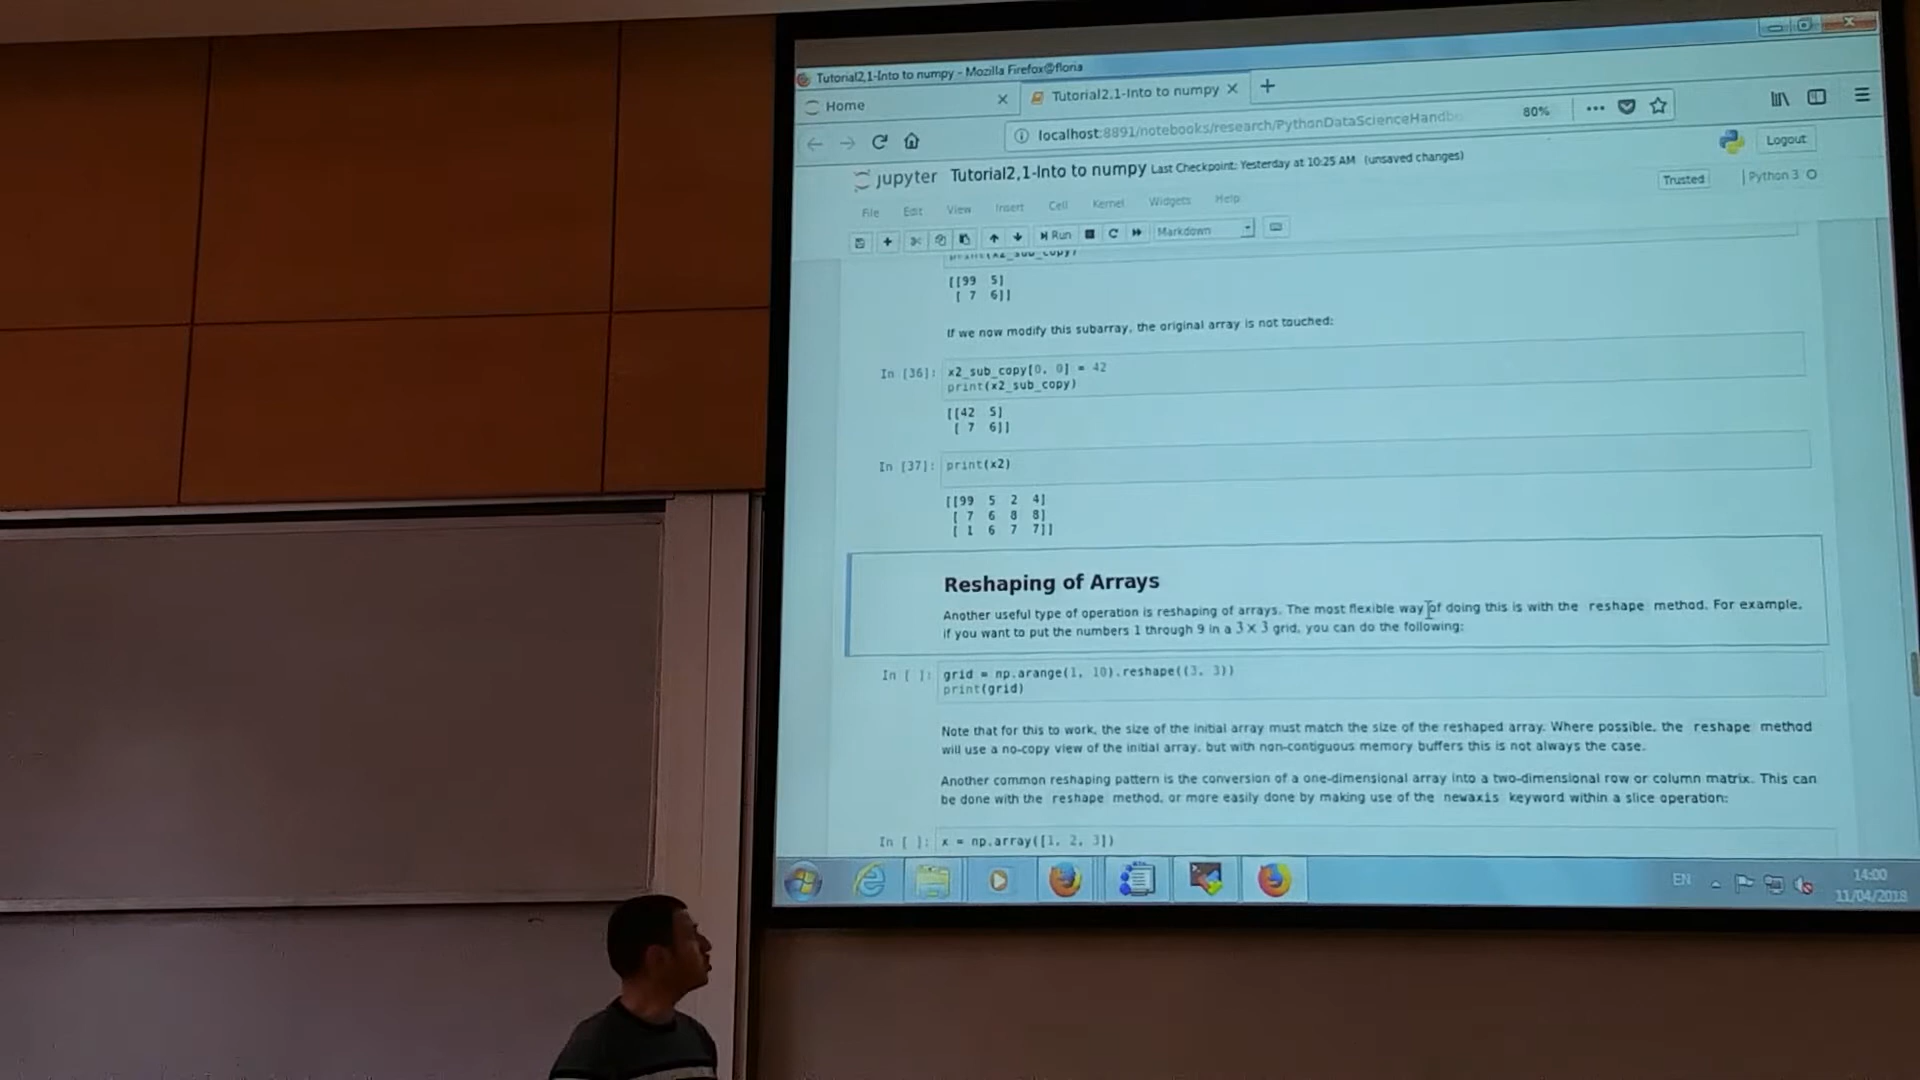 Tutorial2,1-Into to numpy - Mozilla Firefox@floria
Home
Tutorial2,1-Into to numpy
localhost:8891/notebooks/research/PythonDataScienceHandb
80%
Logout
jupyter Tutorial2,1-Into to numpy Last Checkpoint: Yesterday at 10:25 AM (unsaved changes)
Trusted
Python 3
File Edit View Insert Cell Kernel Widgets Help
Run
Markdown
print(x2_sub_copy)
[[99 5]
[ 7 6]]
If we now modify this subarray, the original array is not touched:
In [36]: x2_sub_copy[0, 0] = 42
print(x2_sub_copy)
[[42 5]
[ 7 6]]
In [37]: print(x2)
[[99 5 2 4]
[ 7 6 8 8]
[ 1 6 7 7]]
Reshaping of Arrays
Another useful type of operation is reshaping of arrays. The most flexible way of doing this is with the reshape method. For example,
if you want to put the numbers 1 through 9 in a 3 × 3 grid, you can do the following:
In [ ]: grid = np.arange(1, 10).reshape((3, 3))
print(grid)
Note that for this to work, the size of the initial array must match the size of the reshaped array. Where possible, the reshape method
will use a no-copy view of the initial array, but with non-contiguous memory buffers this is not always the case.
Another common reshaping pattern is the conversion of a one-dimensional array into a two-dimensional row or column matrix. This can
be done with the reshape method, or more easily done by making use of the newaxis keyword within a slice operation:
In [ ]: x = np.array([1, 2, 3])
EN
14:00
11/04/2018